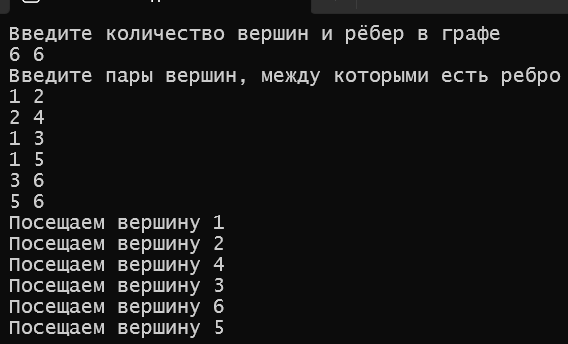 Введите количество вершин и рёбер в графе
6 6
Введите пары вершин, между которыми есть ребро
1 2
2 4
1 3
1 5
3 6
5 6
Посещаем вершину 1
Посещаем вершину 2
Посещаем вершину 4
Посещаем вершину 3
Посещаем вершину 6
Посещаем вершину 5